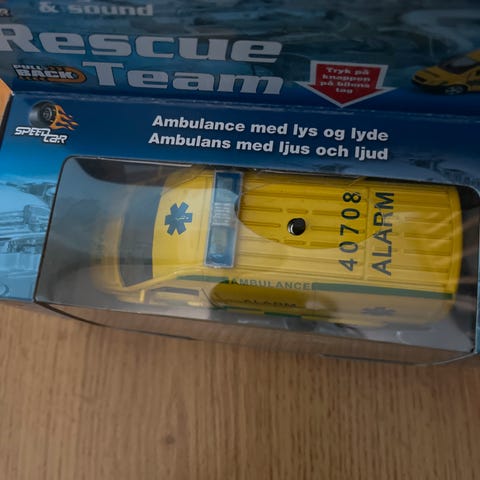 & sound
Rescue
Team
PULL
BACK
Tryk på
knappen
på bilens
tag
SPEED
CAR
Ambulance med lys og lyde
Ambulans med ljus och ljud
40708
ALARM
AMBULANCE
ALARM